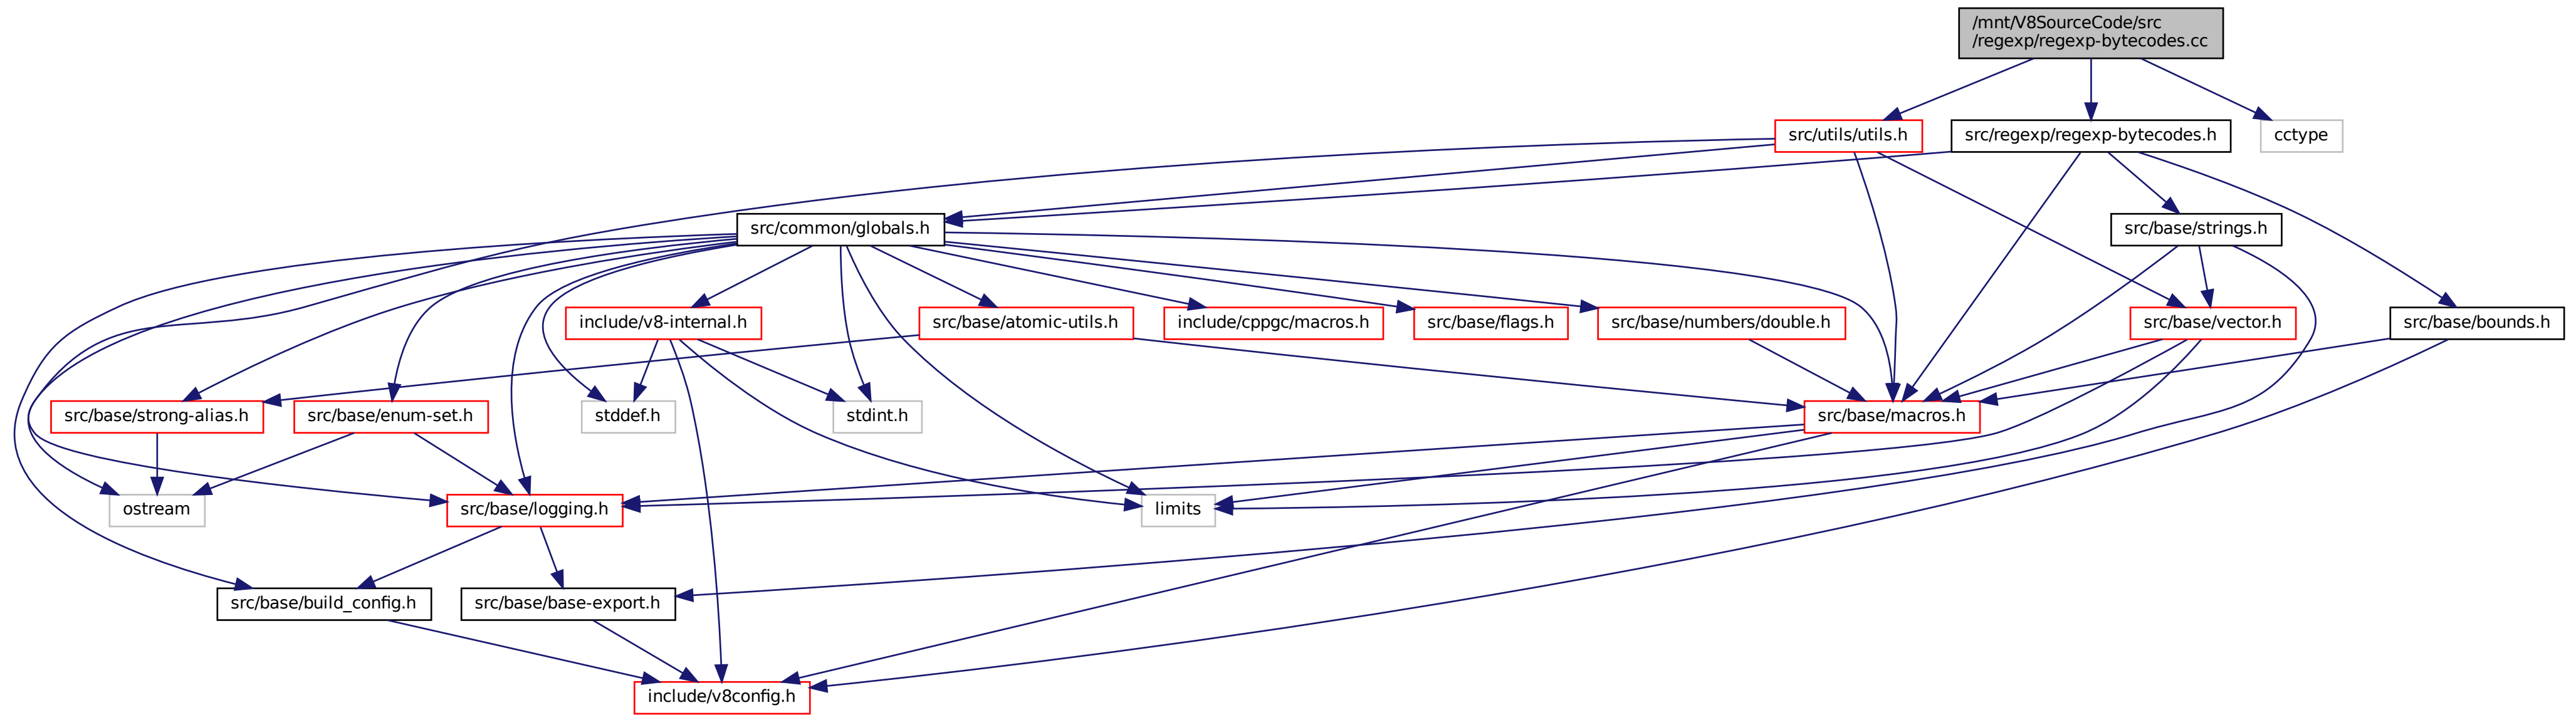 /mnt/V8SourceCode/src
/regexp/regexp-bytecodes.cc
src/utils/utils.h
src/regexp/regexp-bytecodes.h
cctype
src/common/globals.h
src/base/strings.h
include/v8-internal.h
src/base/atomic-utils.h
include/cppgc/macros.h
src/base/flags.h
src/base/numbers/double.h
src/base/vector.h
src/base/bounds.h
src/base/strong-alias.h
src/base/enum-set.h
stddef.h
stdint.h
src/base/macros.h
ostream
src/base/logging.h
limits
src/base/build_config.h
src/base/base-export.h
include/v8config.h